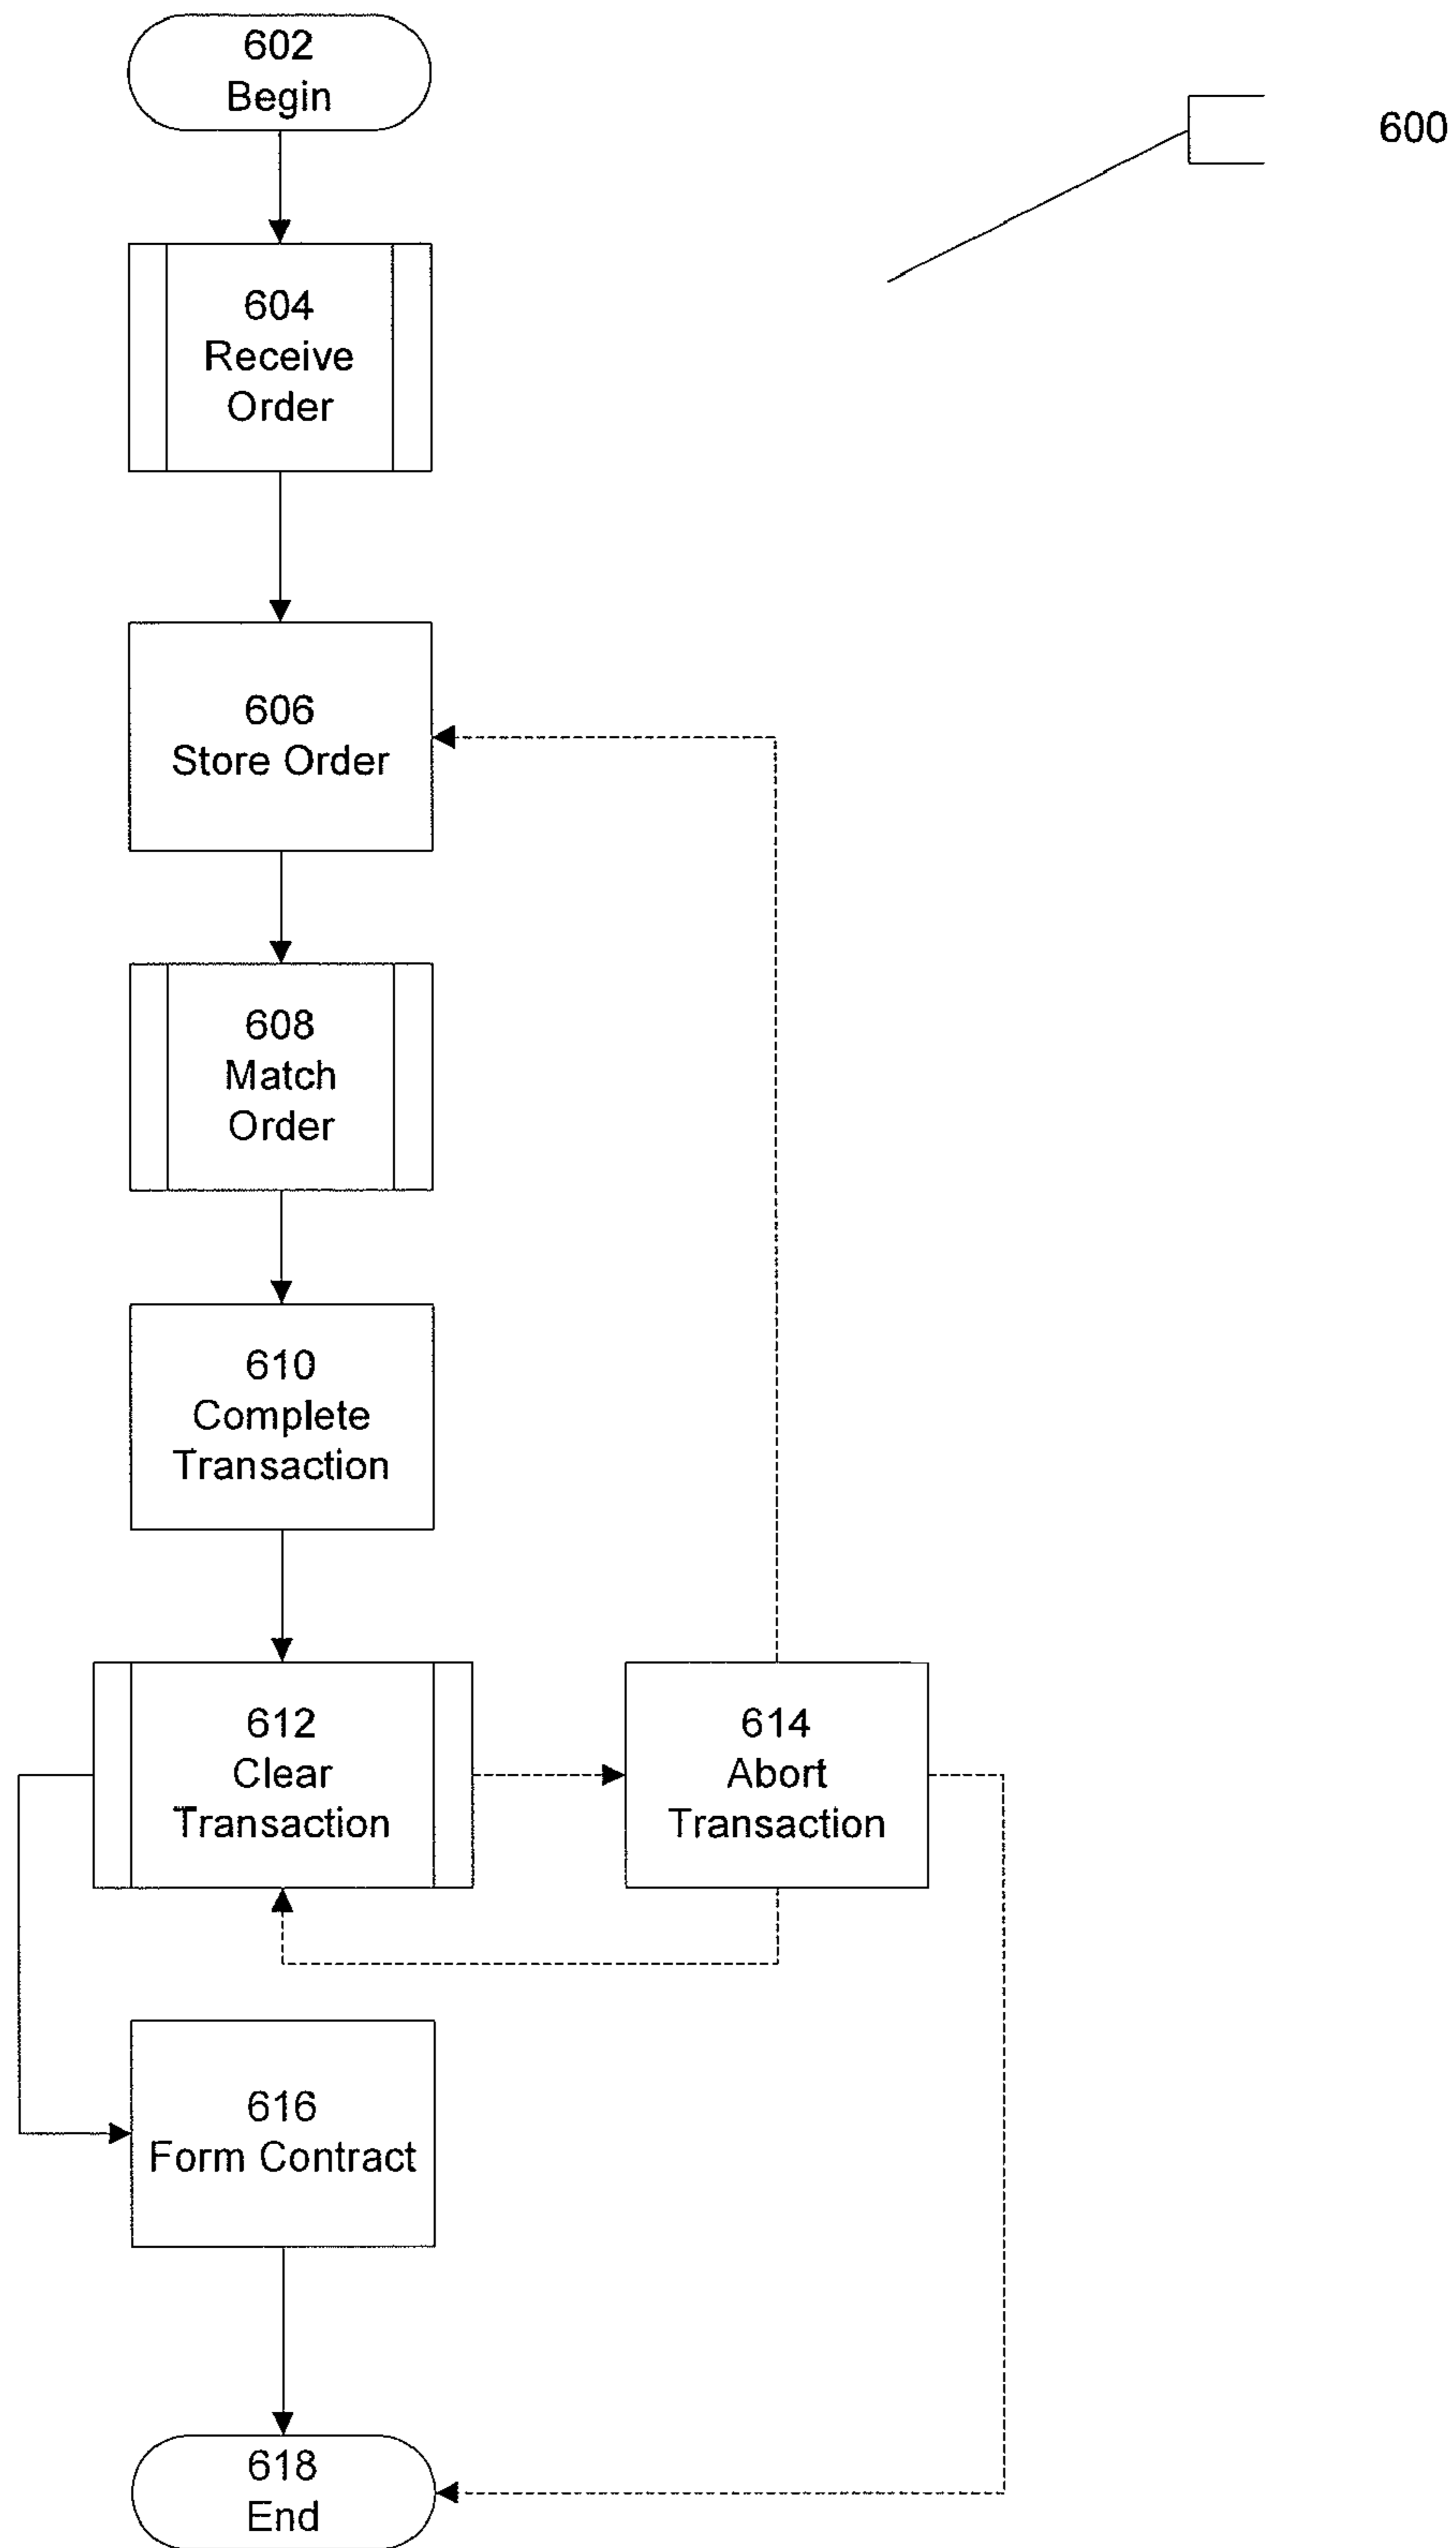 602
Begin
600
604
Receive
Order
606
Store Order
608
Match
Order
610
Complete
Transaction
612
Clear
Transaction
614
Abort
Transaction
616
Form Contract
618
End